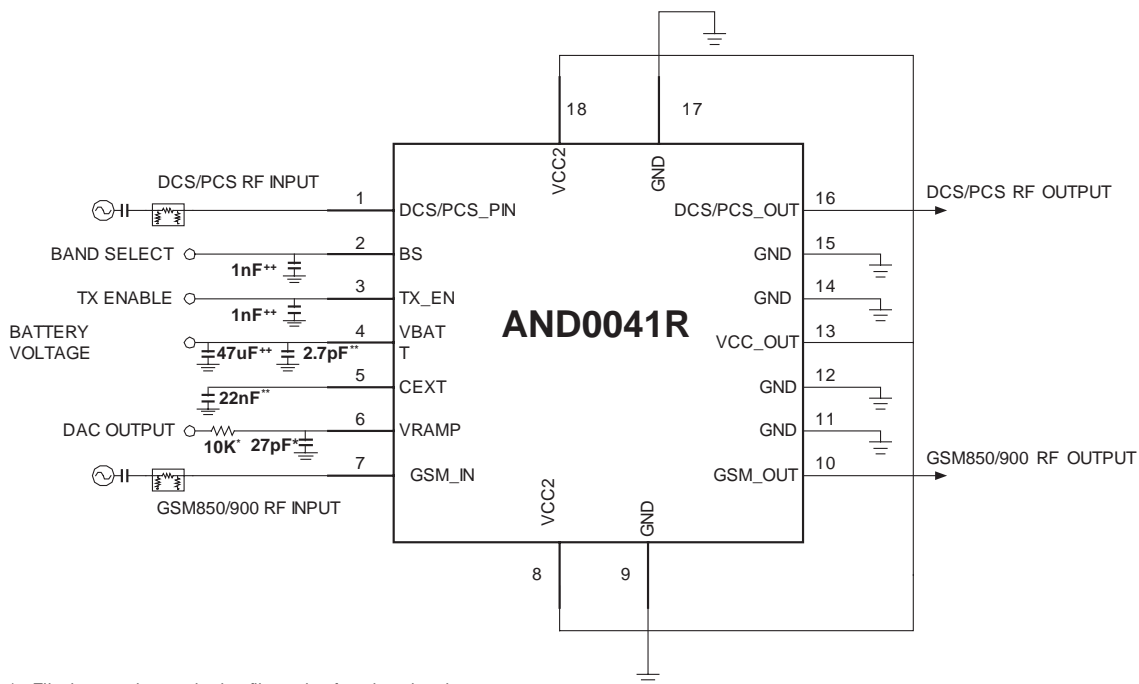 18
17
VCC2
GND
DCS/PCS RF INPUT
1
DCS/PCS_PIN
DCS/PCS_OUT
16
DCS/PCS RF OUTPUT
BAND SELECT
2
BS
1nF++
GND
15
TX ENABLE
3
TX_EN
1nF++
GND
14
AND0041R
BATTERY
VOLTAGE
4
VBAT
T
47uF++
2.7pF**
VCC_OUT
13
5
CEXT
22nF**
GND
12
DAC OUTPUT
6
VRAMP
10K*
27pF*
GND
11
7
GSM_IN
GSM_OUT
10
GSM850/900 RF OUTPUT
GSM850/900 RF INPUT
VCC2
GND
8
9